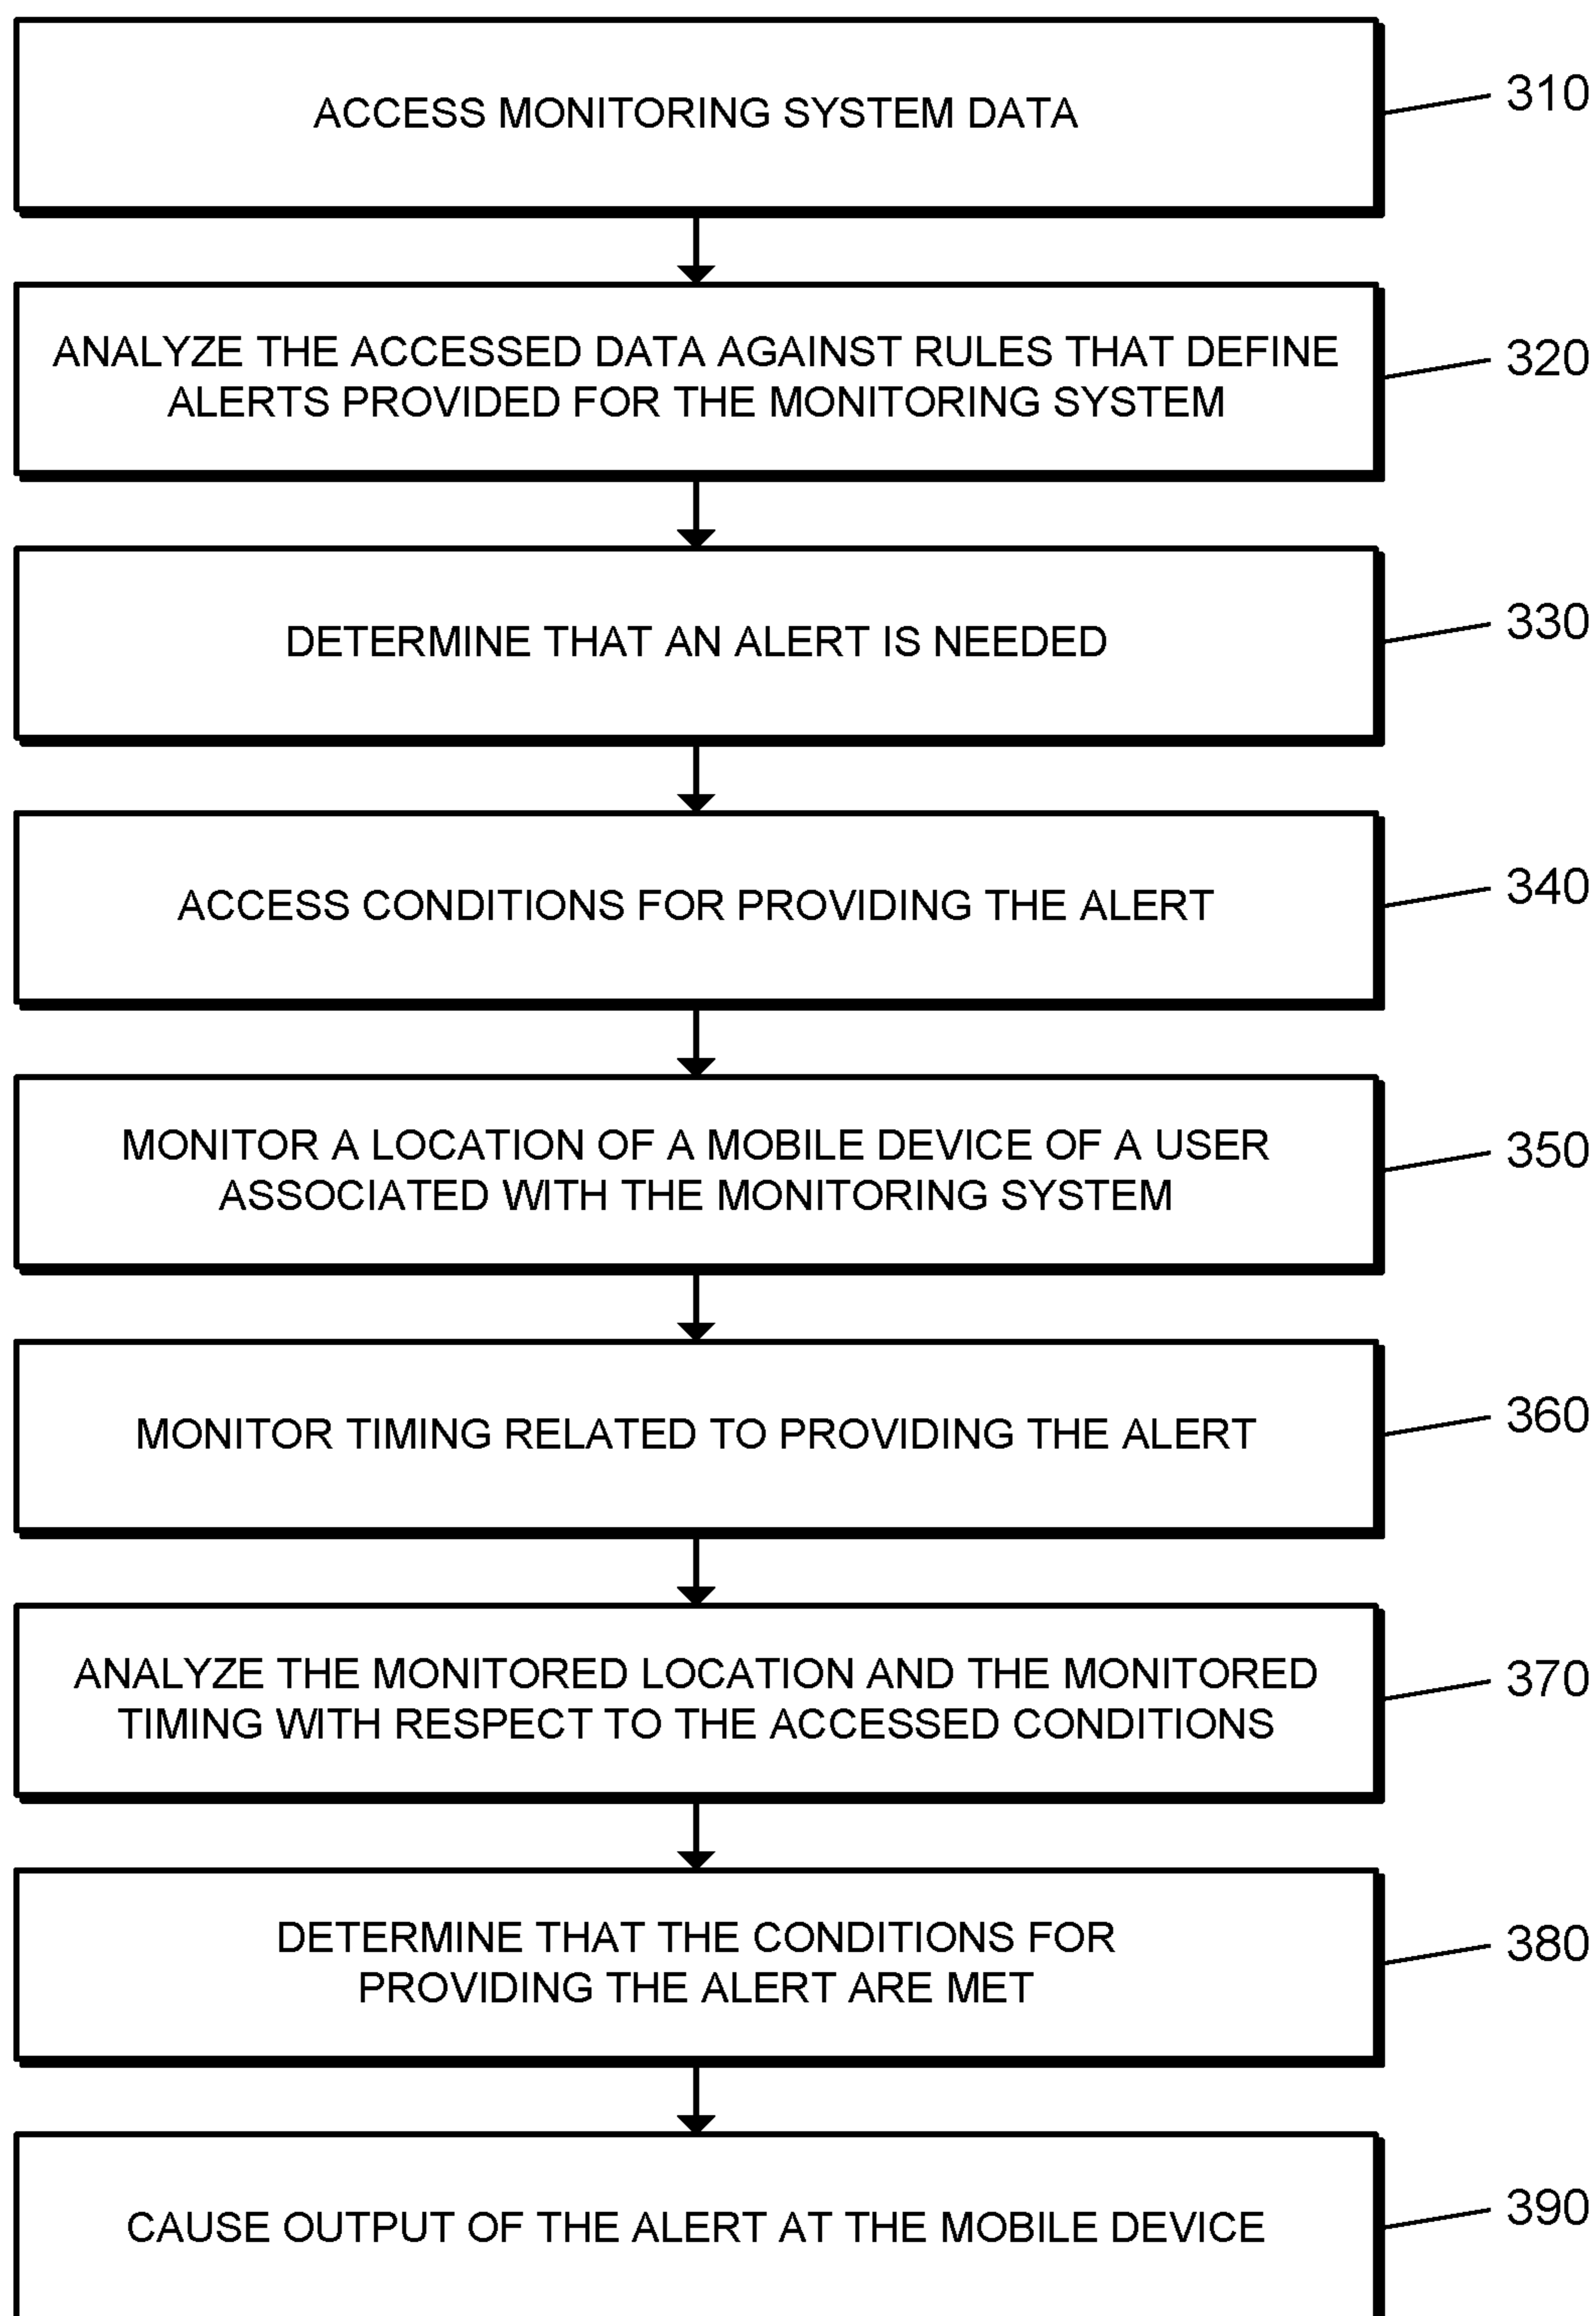 ACCESS MONITORING SYSTEM DATA
310
ANALYZE THE ACCESSED DATA AGAINST RULES THAT DEFINE
ALERTS PROVIDED FOR THE MONITORING SYSTEM
320
DETERMINE THAT AN ALERT IS NEEDED
330
ACCESS CONDITIONS FOR PROVIDING THE ALERT
340
MONITOR A LOCATION OF A MOBILE DEVICE OF A USER
ASSOCIATED WITH THE MONITORING SYSTEM
350
MONITOR TIMING RELATED TO PROVIDING THE ALERT
360
ANALYZE THE MONITORED LOCATION AND THE MONITORED
TIMING WITH RESPECT TO THE ACCESSED CONDITIONS
370
DETERMINE THAT THE CONDITIONS FOR
PROVIDING THE ALERT ARE MET
380
CAUSE OUTPUT OF THE ALERT AT THE MOBILE DEVICE
390